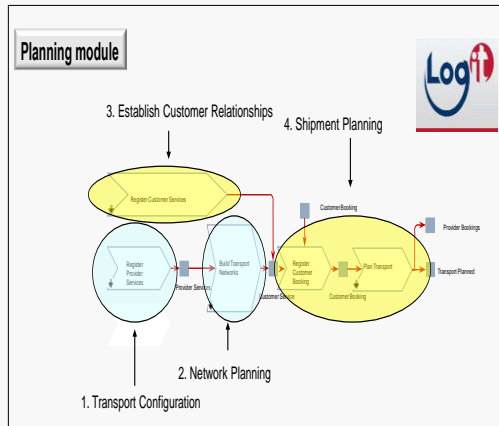 Planning module
Logit
3. Establish Customer Relationships
4. Shipment Planning
Register Customer Services
CustomerBooking
Provider Bookings
Register
Provider
Services
Provider Services
Build Transport
Networks
Customer Service
Register
Customer
Booking
CustomerBooking
Plan Transport
Transport Planned
2. Network Planning
1. Transport Configuration